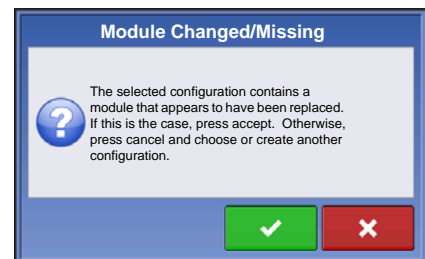 Module Changed/Missing
The selected configuration contains a
module that appears to have been replaced.
If this is the case, press accept. Otherwise,
press cancel and choose or create another
configuration.